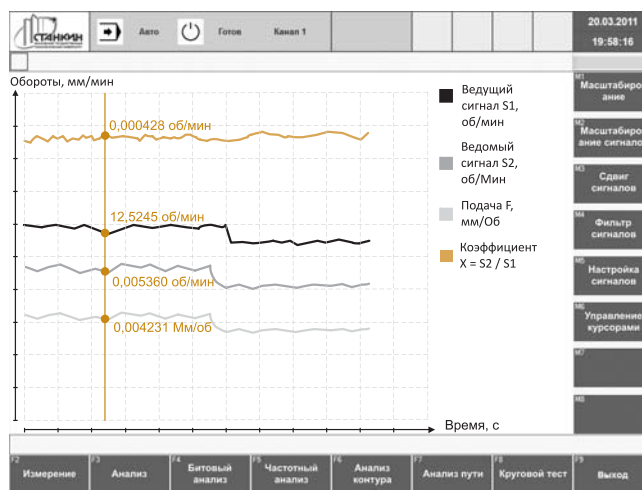 СТАНКИН
Авто
Готов
Канал 1
20.03.2011
19:58:16
Обороты, мм/мин
0,000428 об/мин
12,5245 об/мин
0,005360 об/мин
0,004231 Мм/об
Время, с
Ведущий
сигнал S1,
об/мин
Ведомый
сигнал S2,
об/Мин
Подача F,
мм/Об
Коэффициент
X = S2 / S1
M1
Масштабиро
ание
M2
Масштабиро
ание сигнало
M3
Сдвиг
сигналов
M4
Фильтр
сигналов
M5
Настройка
сигналов
M6
Управление
курсорами
M7
M8
F2
Измерение
F3
Анализ
F4
Битовый
анализ
F5
Частотный
анализ
F6
Анализ
контура
F7
Анализ пути
F8
Круговой тест
F9
Выход